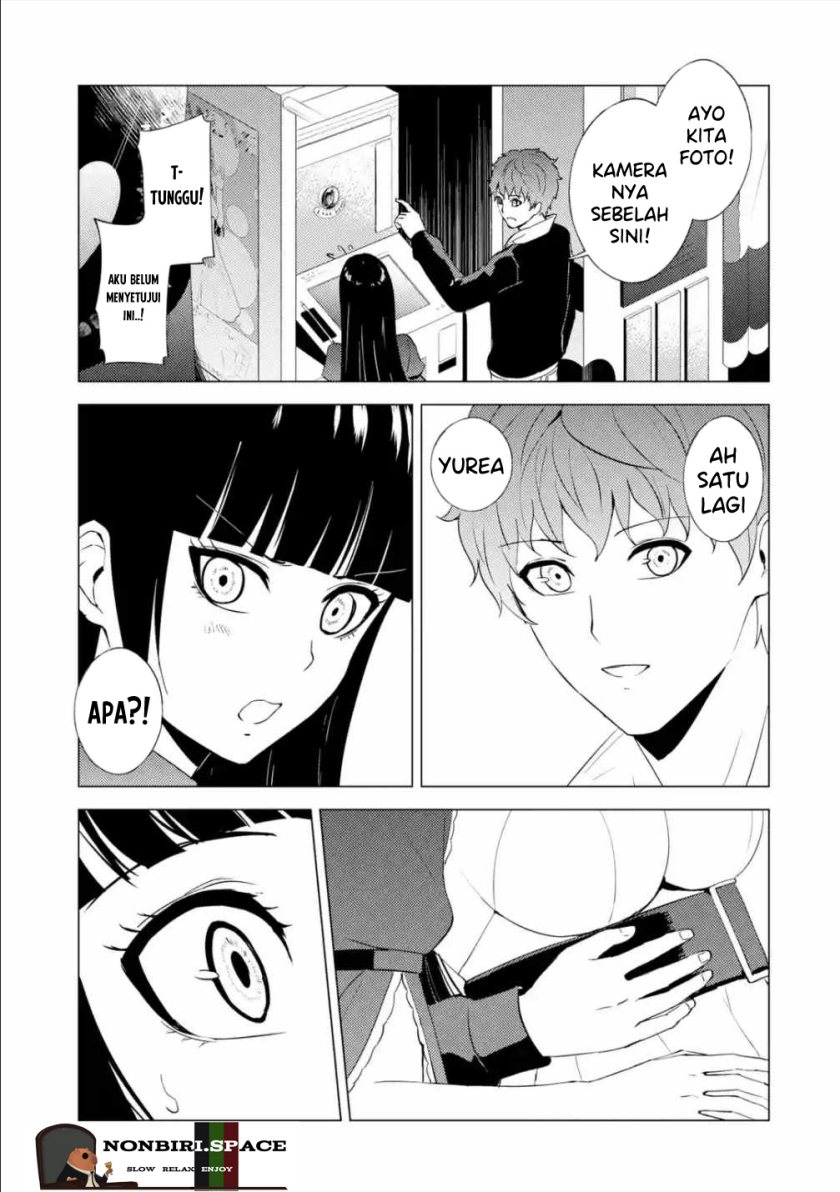 AYO
KITA
FOTO!
KAMERA
NYA
SEBELAH
SINI!
T-
TUNGGU!
AKU BELUM
MENYETUJUI
INI..!
AH
SATU
LAGI
YUREA
APA?!
NONBIRI.SPACE
SLOW RELAX ENJOY